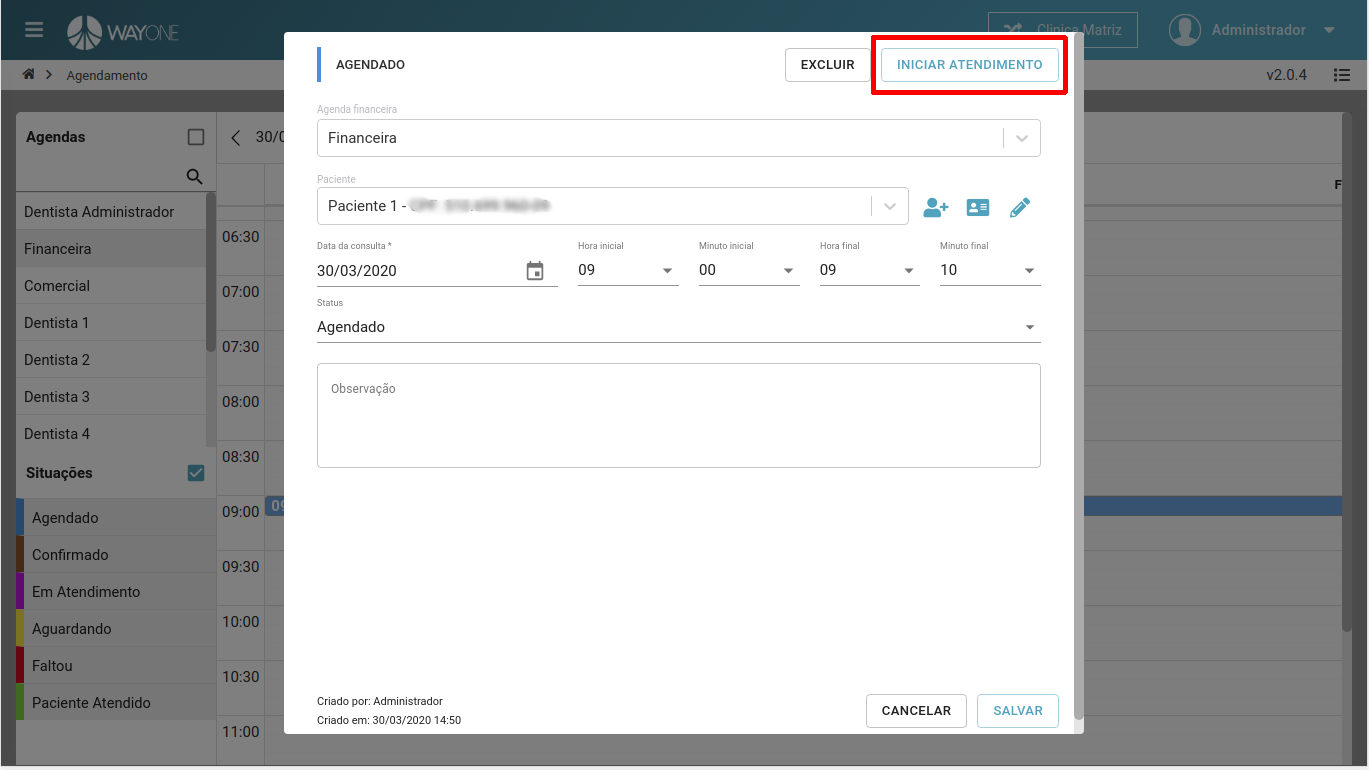 WAYONE
Clinica Matriz
Administrador
Agendamento
v2.0.4
Agendas
30/0
Dentista Administrador
Financeira
Comercial
Dentista 1
Dentista 2
Dentista 3
Dentista 4
Situações
Agendado
Confirmado
Em Atendimento
Aguardando
Faltou
Paciente Atendido
F
06:30
07:00
07:30
08:00
08:30
09:00
09:30
10:00
10:30
11:00
09
AGENDADO
EXCLUIR
INICIAR ATENDIMENTO
Agenda financeira
Financeira
Paciente
Paciente 1 -
Data da consulta *
Hora inicial
Minuto inicial
Hora final
Minuto final
30/03/2020
09
00
09
10
Status
Agendado
Observação
Criado por: Administrador
Criado em: 30/03/2020 14:50
CANCELAR
SALVAR